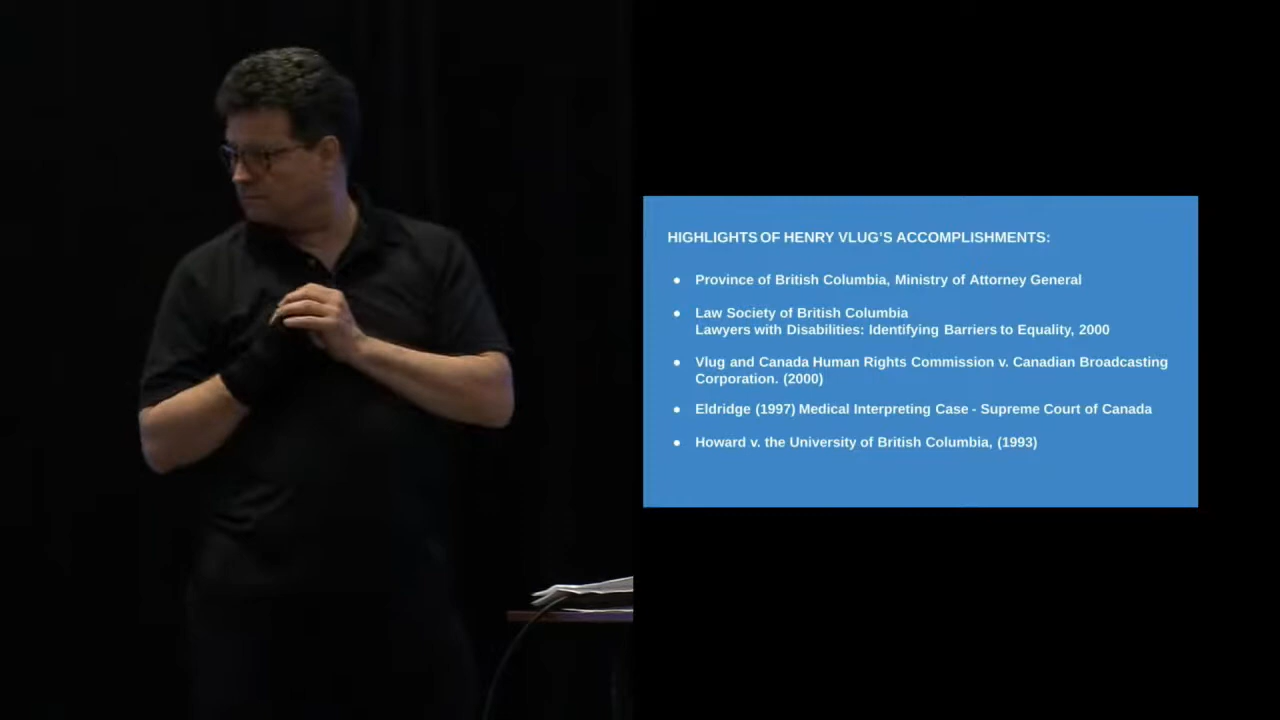 HIGHLIGHTS OF HENRY VLUG'S ACCOMPLISHMENTS:
● Province of British Columbia, Ministry of Attorney General
● Law Society of British Columbia
Lawyers with Disabilities: Identifying Barriers to Equality, 2000
● Vlug and Canada Human Rights Commission v. Canadian Broadcasting
Corporation. (2000)
● Eldridge (1997) Medical Interpreting Case - Supreme Court of Canada
● Howard v. the University of British Columbia, (1993)